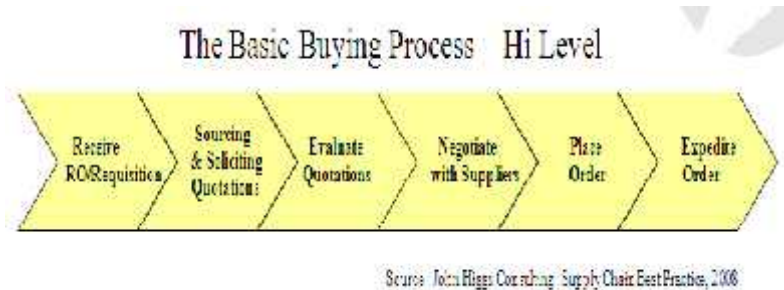 The Basic Buying Process Hi Level
Receive
RO/Requisition
Sourcing
& Soliciting
Quotations
Evaluate
Quotations
Negotiate
with Suppliers
Place
Order
Expedite
Order
Source: John Higgs Consulting: Supply Chain Best Practice, 2008